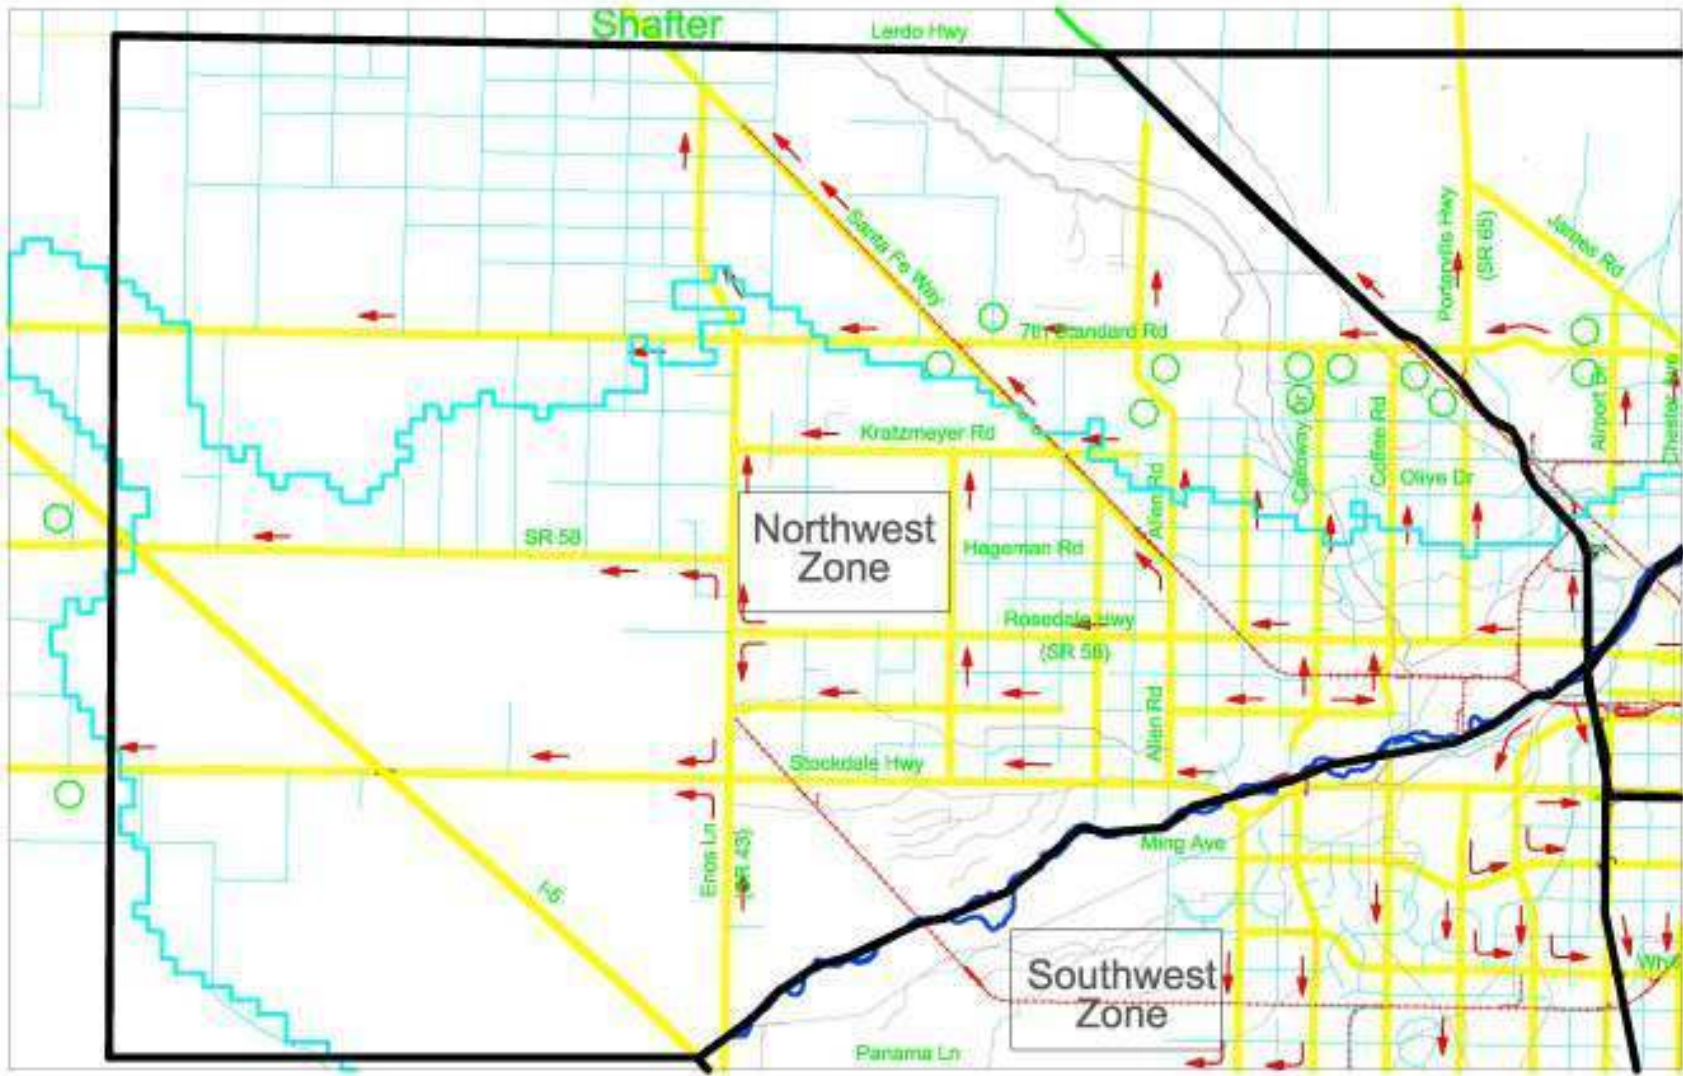 Shafter
Lerdo Hwy
Santa Fe Way
Porterville Hwy
(SR 65)
James Rd
7th Standard Rd
Kratzmeyer Rd
Calloway Dr
Coffee Rd
Airport Dr
Chester Ave
Olive Dr
Allen Rd
Northwest
Zone
SR 58
Hageman Rd
Rosedale Hwy
(SR 58)
Allen Rd
Stockdale Hwy
Enos Ln
(SR 43)
Ming Ave
I-5
Southwest
Zone
Panama Ln